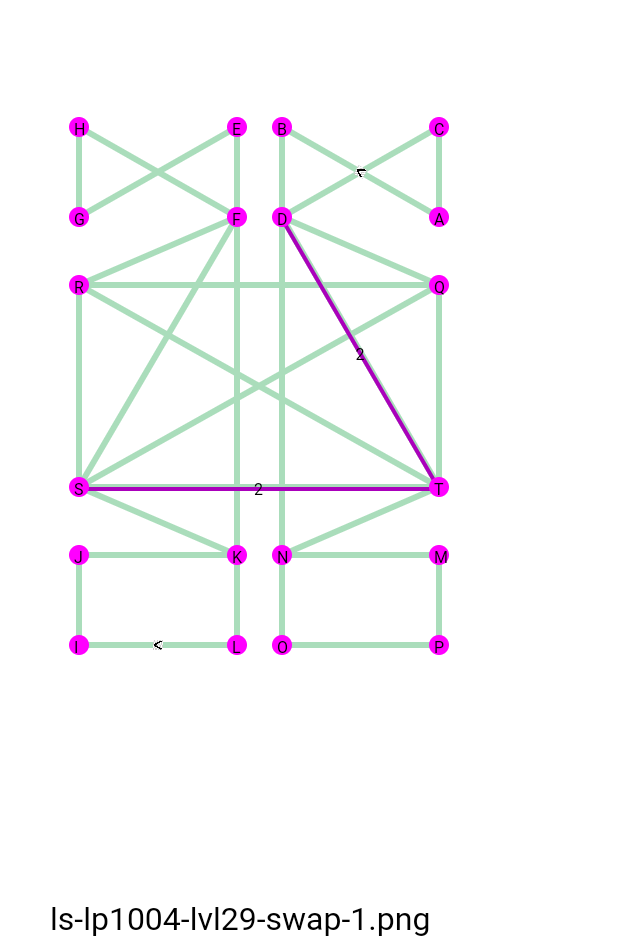 H E B C
G F D A
R Q
2
S 2 T
J K N M
I < L O P
ls-lp1004-lvl29-swap-1.png